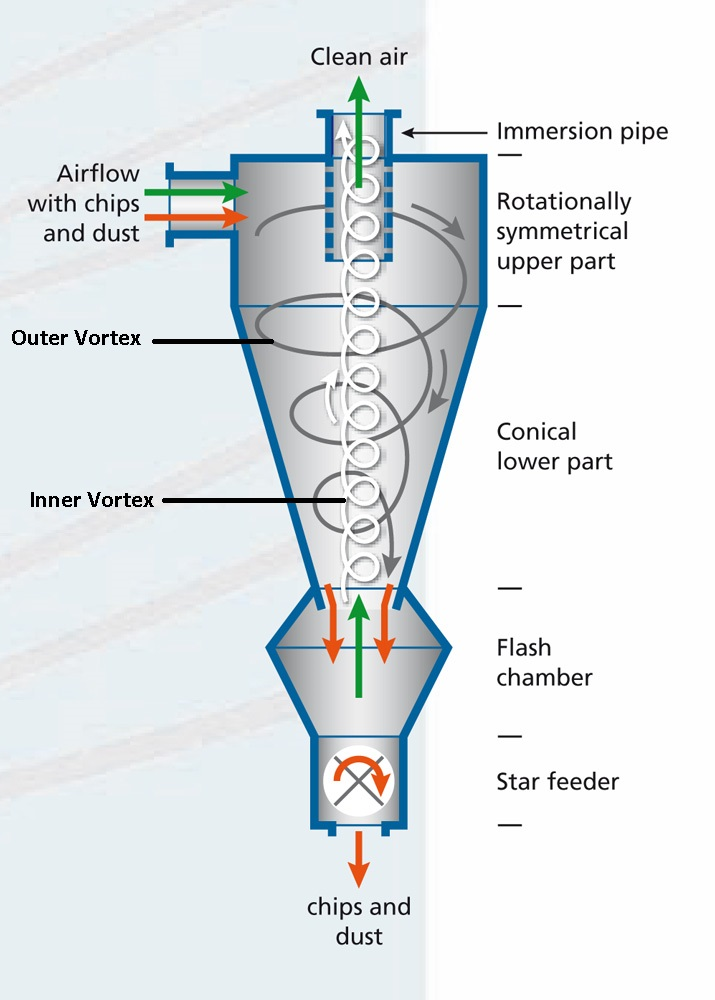 Clean air
Immersion pipe
Airflow
with chips
and dust
Rotationally
symmetrical
upper part
Outer Vortex
Conical
lower part
Inner Vortex
Flash
chamber
Star feeder
chips and
dust